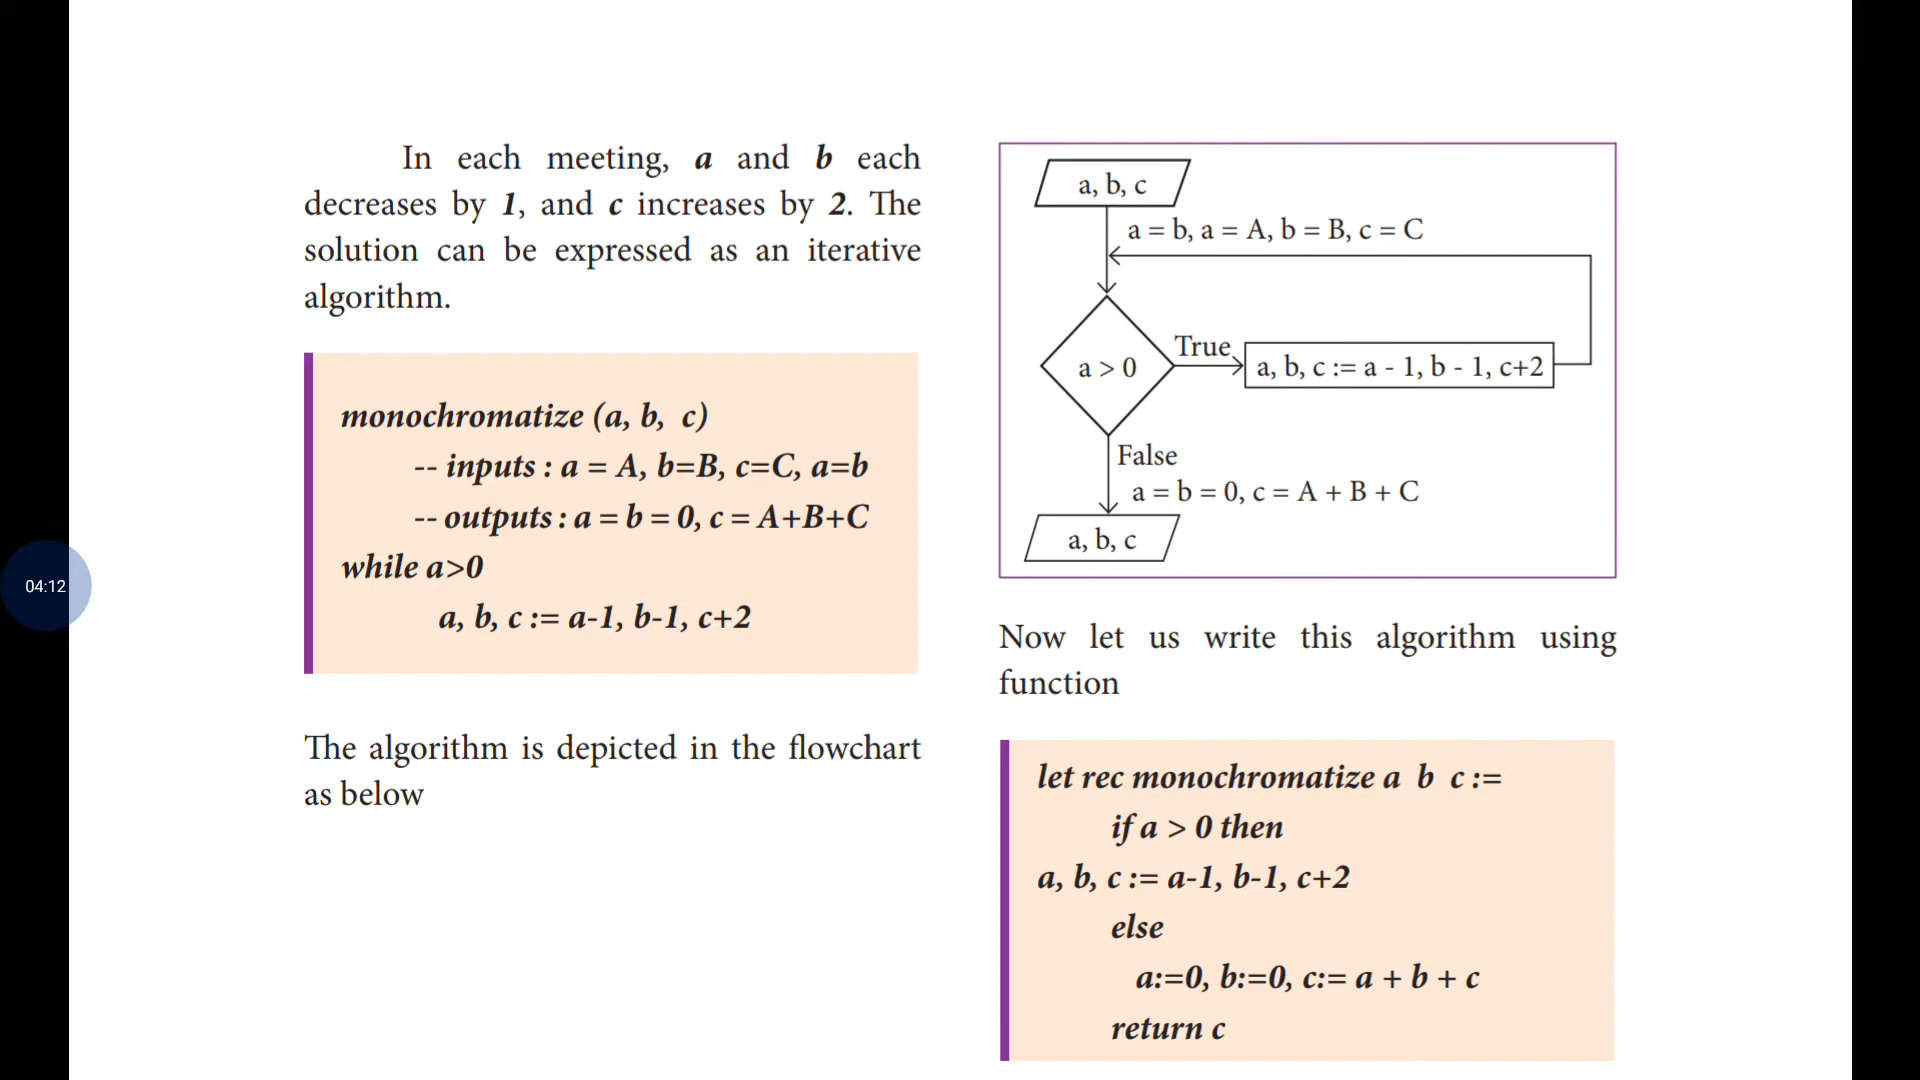 In each meeting, a and b each
decreases by 1, and c increases by 2. The
solution can be expressed as an iterative
algorithm.
monochromatize (a, b, c)
-- inputs : a = A, b=B, c=C, a=b
-- outputs : a = b = 0, c = A+B+C
while a>0
a, b, c := a-1, b-1, c+2
The algorithm is depicted in the flowchart
as below
a, b, c
a = b, a = A, b = B, c = C
a > 0
True
a, b, c := a - 1, b - 1, c+2
False
a = b = 0, c = A + B + C
a, b, c
Now let us write this algorithm using
function
let rec monochromatize a b c :=
if a > 0 then
a, b, c := a-1, b-1, c+2
else
a:=0, b:=0, c:= a + b + c
return c
04:12